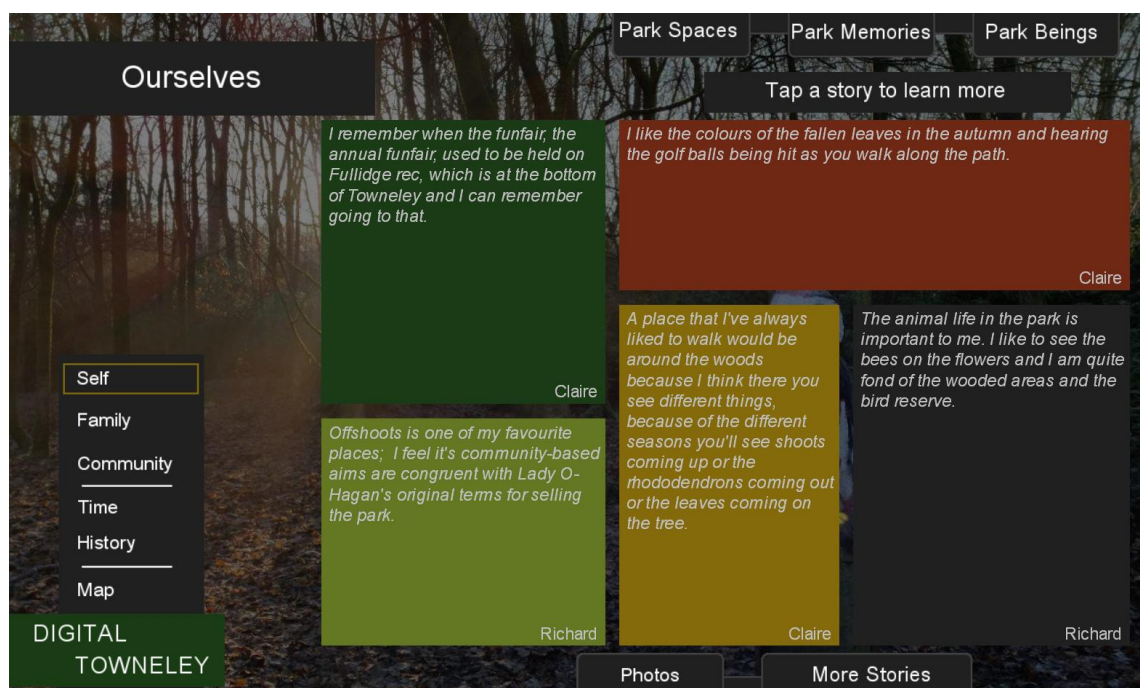 Park Spaces
Park Memories
Park Beings
Ourselves
Tap a story to learn more
I remember when the funfair, the
annual funfair, used to be held on
Fullidge rec, which is at the bottom
of Towneley and I can remember
going to that.
Claire
I like the colours of the fallen leaves in the autumn and hearing
the golf balls being hit as you walk along the path.
Claire
Offshoots is one of my favourite
places;  I feel it's community-based
aims are congruent with Lady O-
Hagan's original terms for selling
the park.
Richard
A place that I've always
liked to walk would be
around the woods
because I think there you
see different things,
because of the different
seasons you'll see shoots
coming up or the
rhododendrons coming out
or the leaves coming on
the tree.
Claire
The animal life in the park is
important to me. I like to see the
bees on the flowers and I am quite
fond of the wooded areas and the
bird reserve.
Richard
Self
Family
Community
Time
History
Map
DIGITAL
TOWNELEY
Photos
More Stories